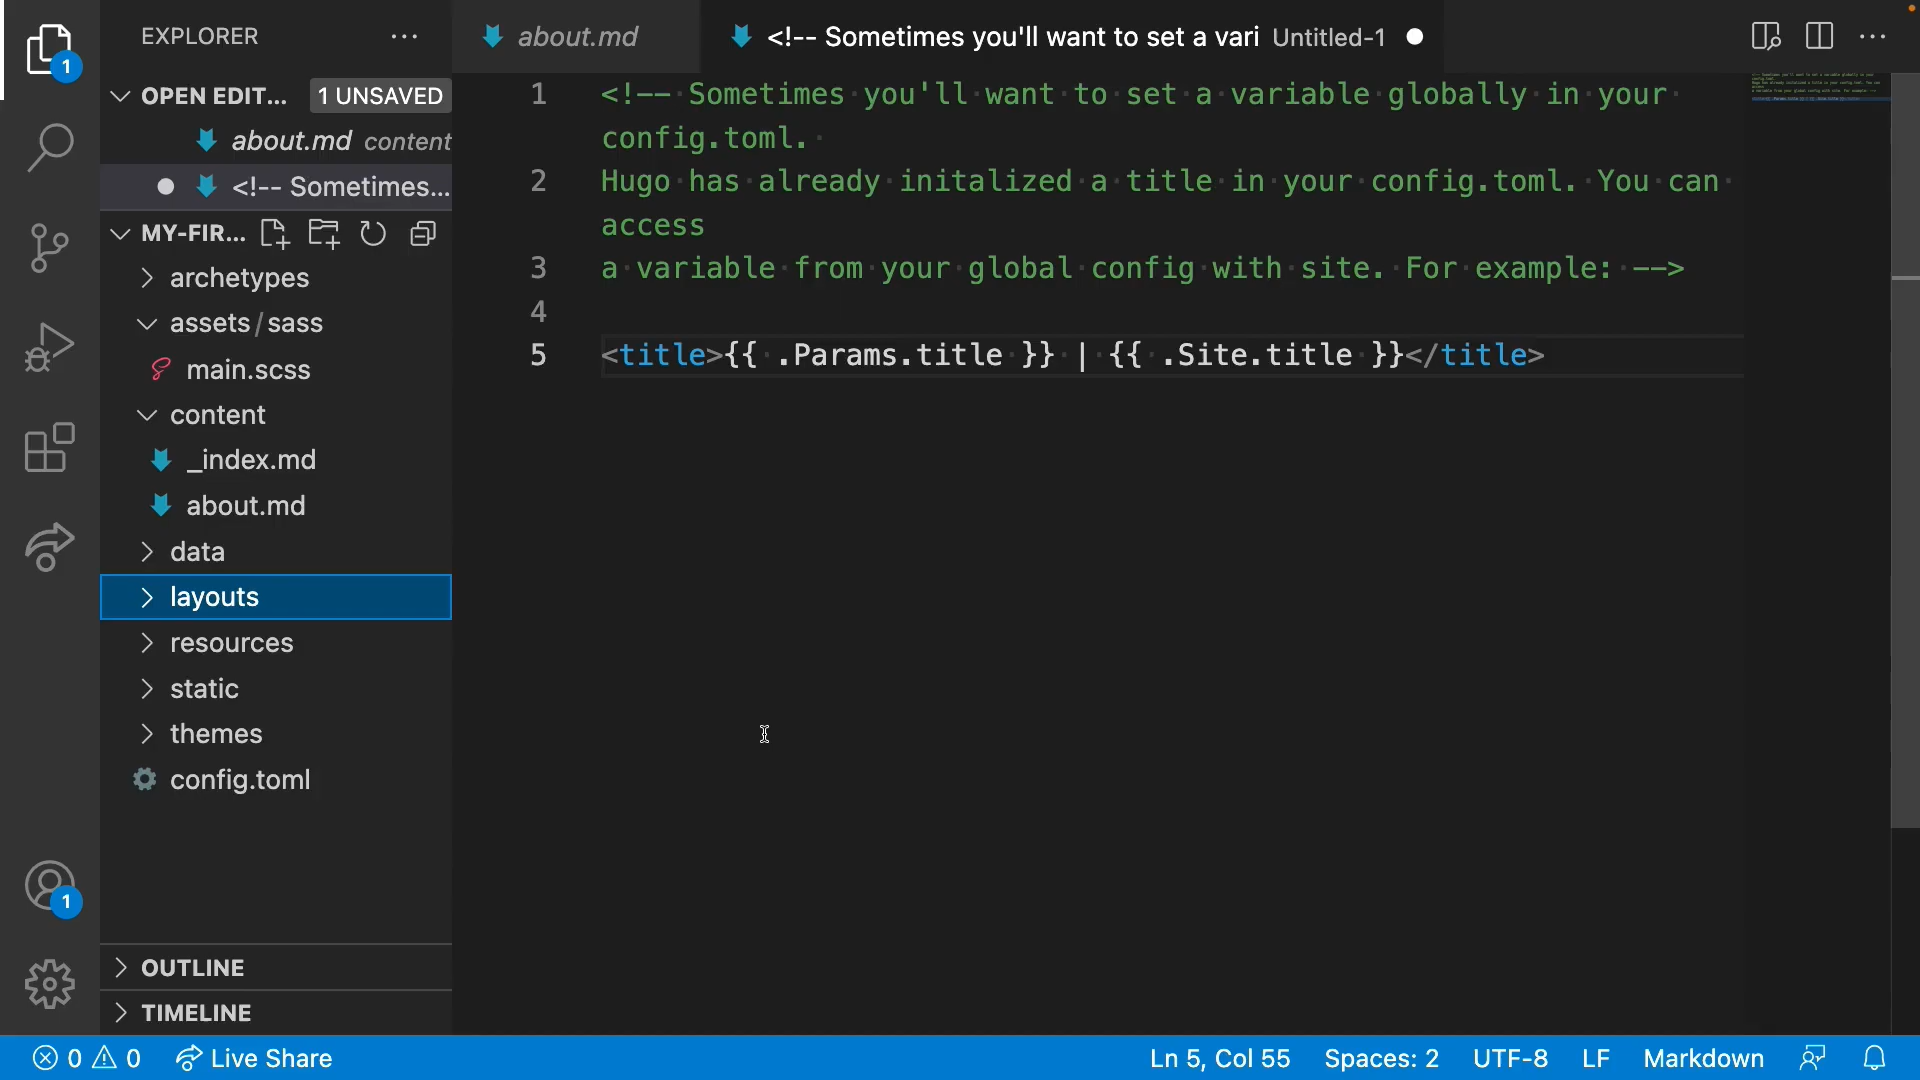 EXPLORER
OPEN EDIT... 1 UNSAVED
about.md content
<!-- Sometimes...
MY-FIR...
archetypes
assets/sass
main.scss
content
_index.md
about.md
data
layouts
resources
static
themes
config.toml
OUTLINE
TIMELINE
1
1
about.md
<!-- Sometimes you'll want to set a vari Untitled-1
1 <!-- Sometimes you'll want to set a variable globally in your
config.toml.
2 Hugo has already initalized a title in your config.toml. You can
access
3 a variable from your global config with site. For example: -->
4
5 <title>{{ .Params.title }} | {{ .Site.title }}</title>
0 0 Live Share Ln 5, Col 55 Spaces: 2 UTF-8 LF Markdown